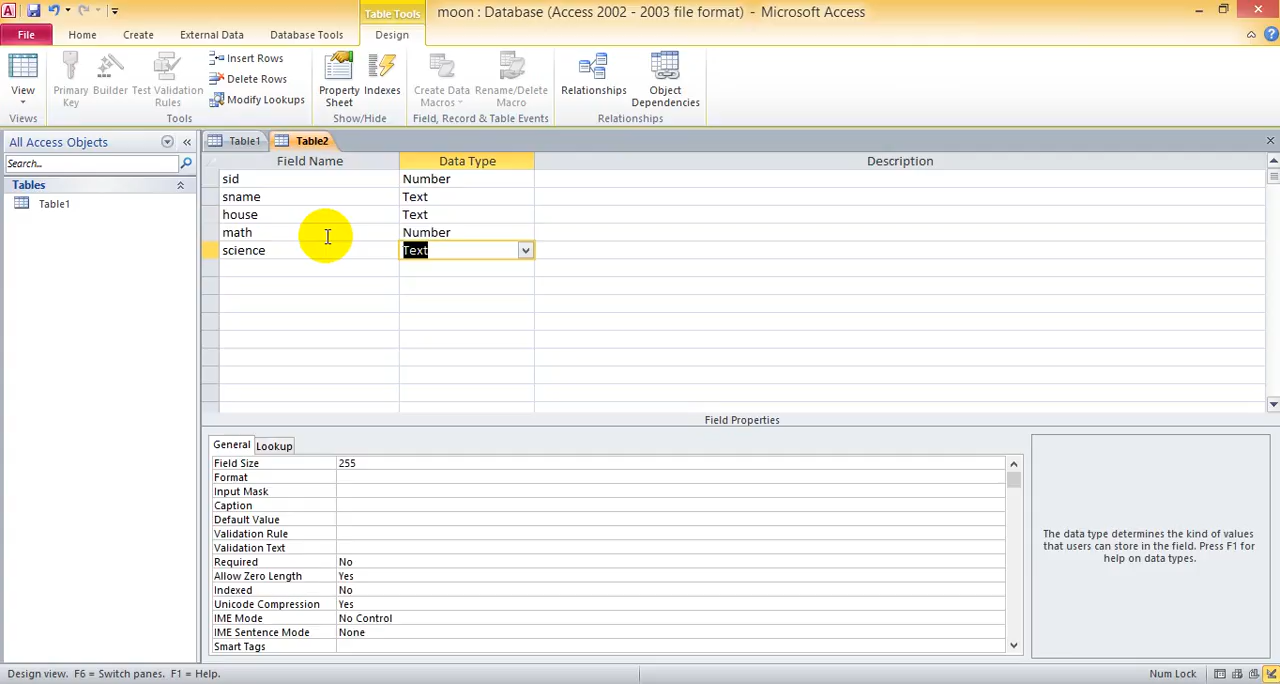 moon : Database (Access 2002 - 2003 file format) - Microsoft Access
Table Tools
File Home Create External Data Database Tools Design
View
Views
Primary Key
Builder
Test Validation Rules
Insert Rows
Delete Rows
Modify Lookups
Tools
Property Sheet
Indexes
Show/Hide
Create Data Macros
Rename/Delete Macro
Field, Record & Table Events
Relationships
Object Dependencies
Relationships
All Access Objects
Search...
Tables
Table1
Table1 Table2
Field Name Data Type Description
sid Number
sname Text
house Text
math Number
science Text
Field Properties
General Lookup
Field Size 255
Format
Input Mask
Caption
Default Value
Validation Rule
Validation Text
Required No
Allow Zero Length Yes
Indexed No
Unicode Compression Yes
IME Mode No Control
IME Sentence Mode None
Smart Tags
The data type determines the kind of values
that users can store in the field. Press F1 for
help on data types.
Design view. F6 = Switch panes. F1 = Help.
Num Lock